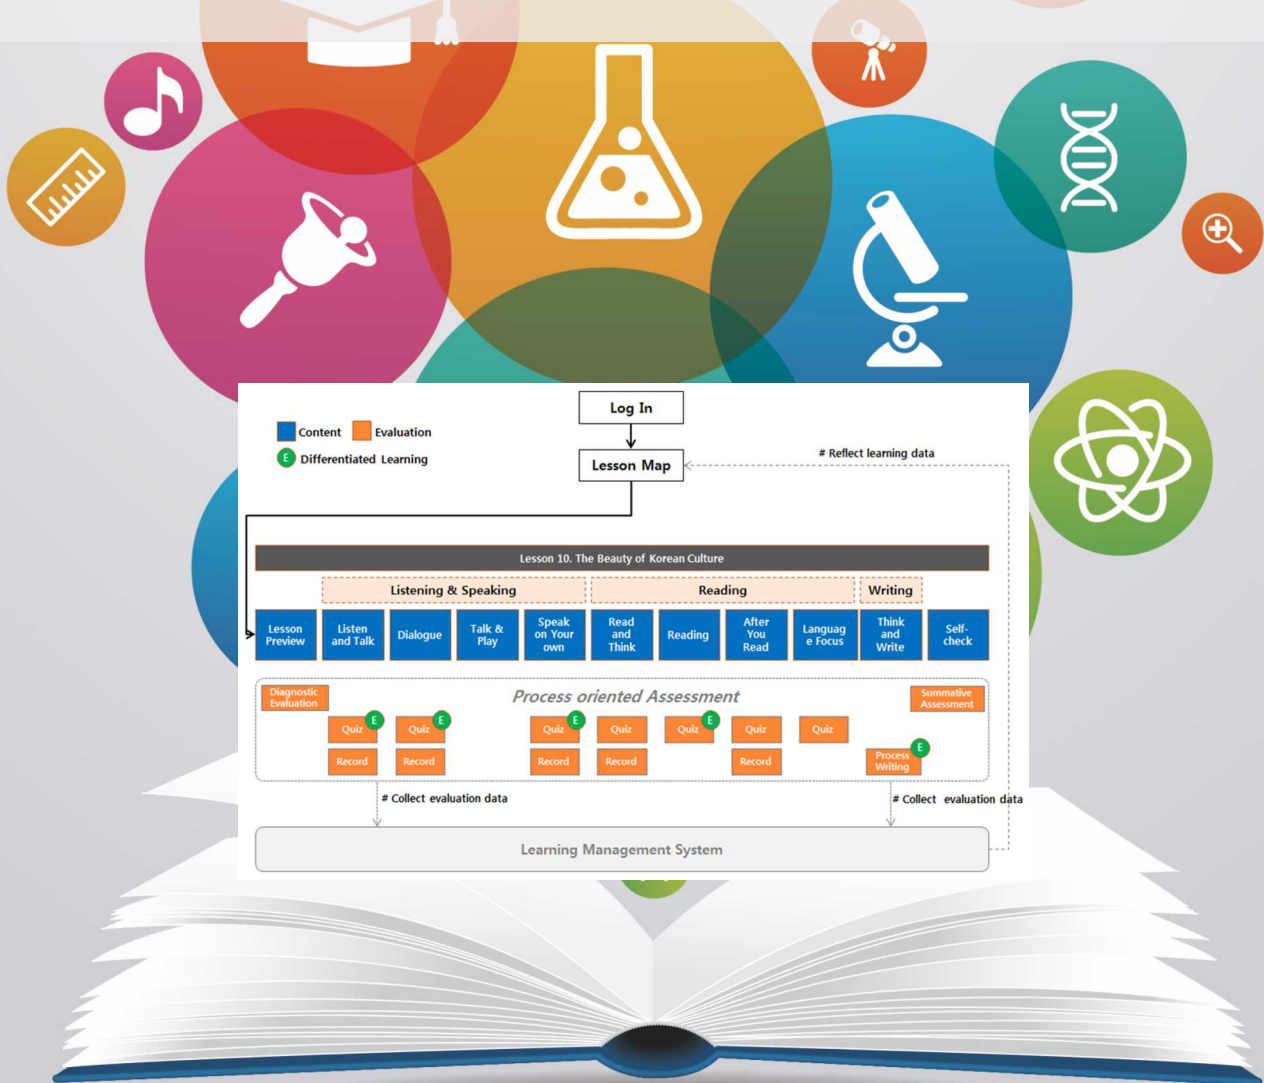 Log In
Content
Evaluation
E
Differentiated Learning
Lesson Map
# Reflect learning data
Lesson 10. The Beauty of Korean Culture
Listening & Speaking
Reading
Writing
Lesson
Preview
Listen
and Talk
Dialogue
Talk &
Play
Speak
on Your
own
Read
and
Think
Reading
After
You
Read
Languag
e Focus
Think
and
Write
Self-
check
Diagnostic
Evaluation
Process oriented Assessment
Summative
Assessment
Quiz
E
Quiz
E
Quiz
E
Quiz
Quiz
E
Quiz
Quiz
Record
Record
Record
Record
Record
Process
Writing
E
# Collect evaluation data
# Collect evaluation data
Learning Management System